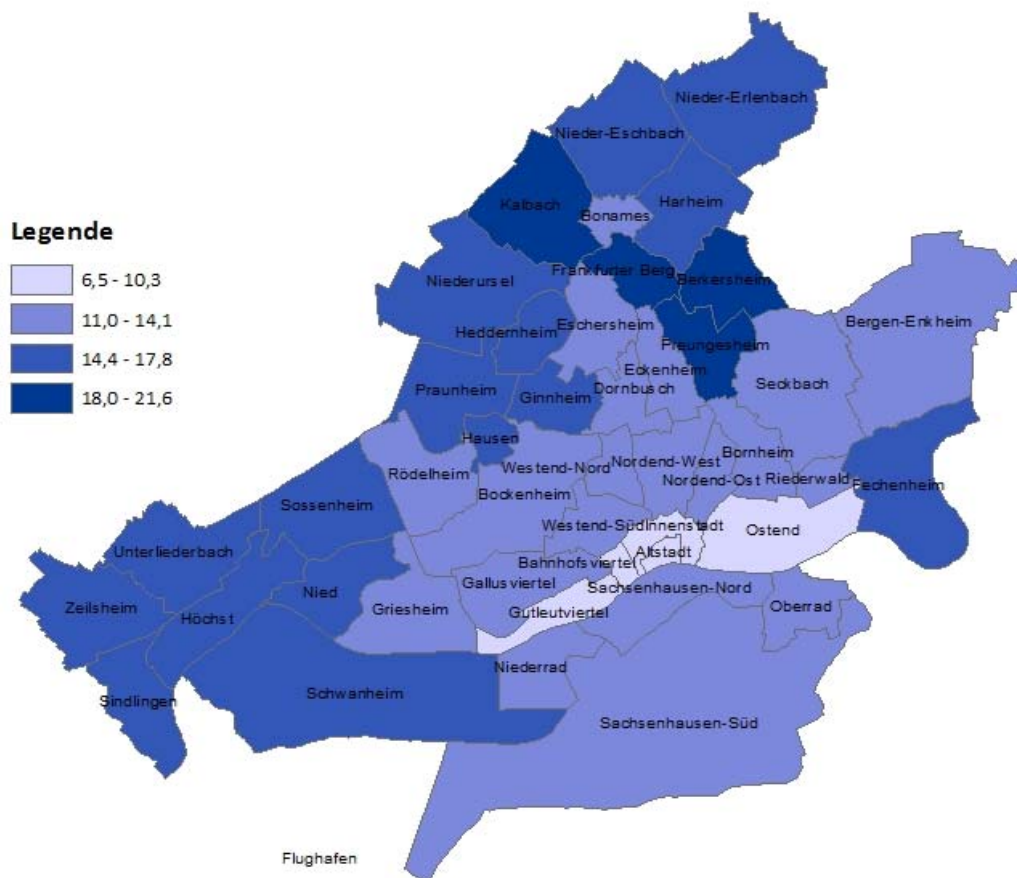 Nieder-Erlenbach
Nieder-Eschbach
Kalbach
Harheim
Bonames
Legende
6,5 - 10,3
11,0 - 14,1
14,4 - 17,8
18,0 - 21,6
Frankfurter Berg
Berkersheim
Niederursel
Bergen-Enkheim
Heddernheim
Eschersheim
Preungesheim
Eckenheim
Seckbach
Praunheim
Ginnheim
Dornbusch
Hausen
Bornheim
Rödelheim
Westend-Nord
Nordend-West
Nordend-Ost
Riederwald
Fechenheim
Bockenheim
Sossenheim
Westend-Süd
Innenstadt
Ostend
Unterliederbach
Altstadt
Bahnhofsviertel
Gallusviertel
Sachsenhausen-Nord
Nied
Zeilsheim
Höchst
Griesheim
Gutleutviertel
Oberrad
Niederrad
Schwanheim
Sindlingen
Sachsenhausen-Süd
Flughafen